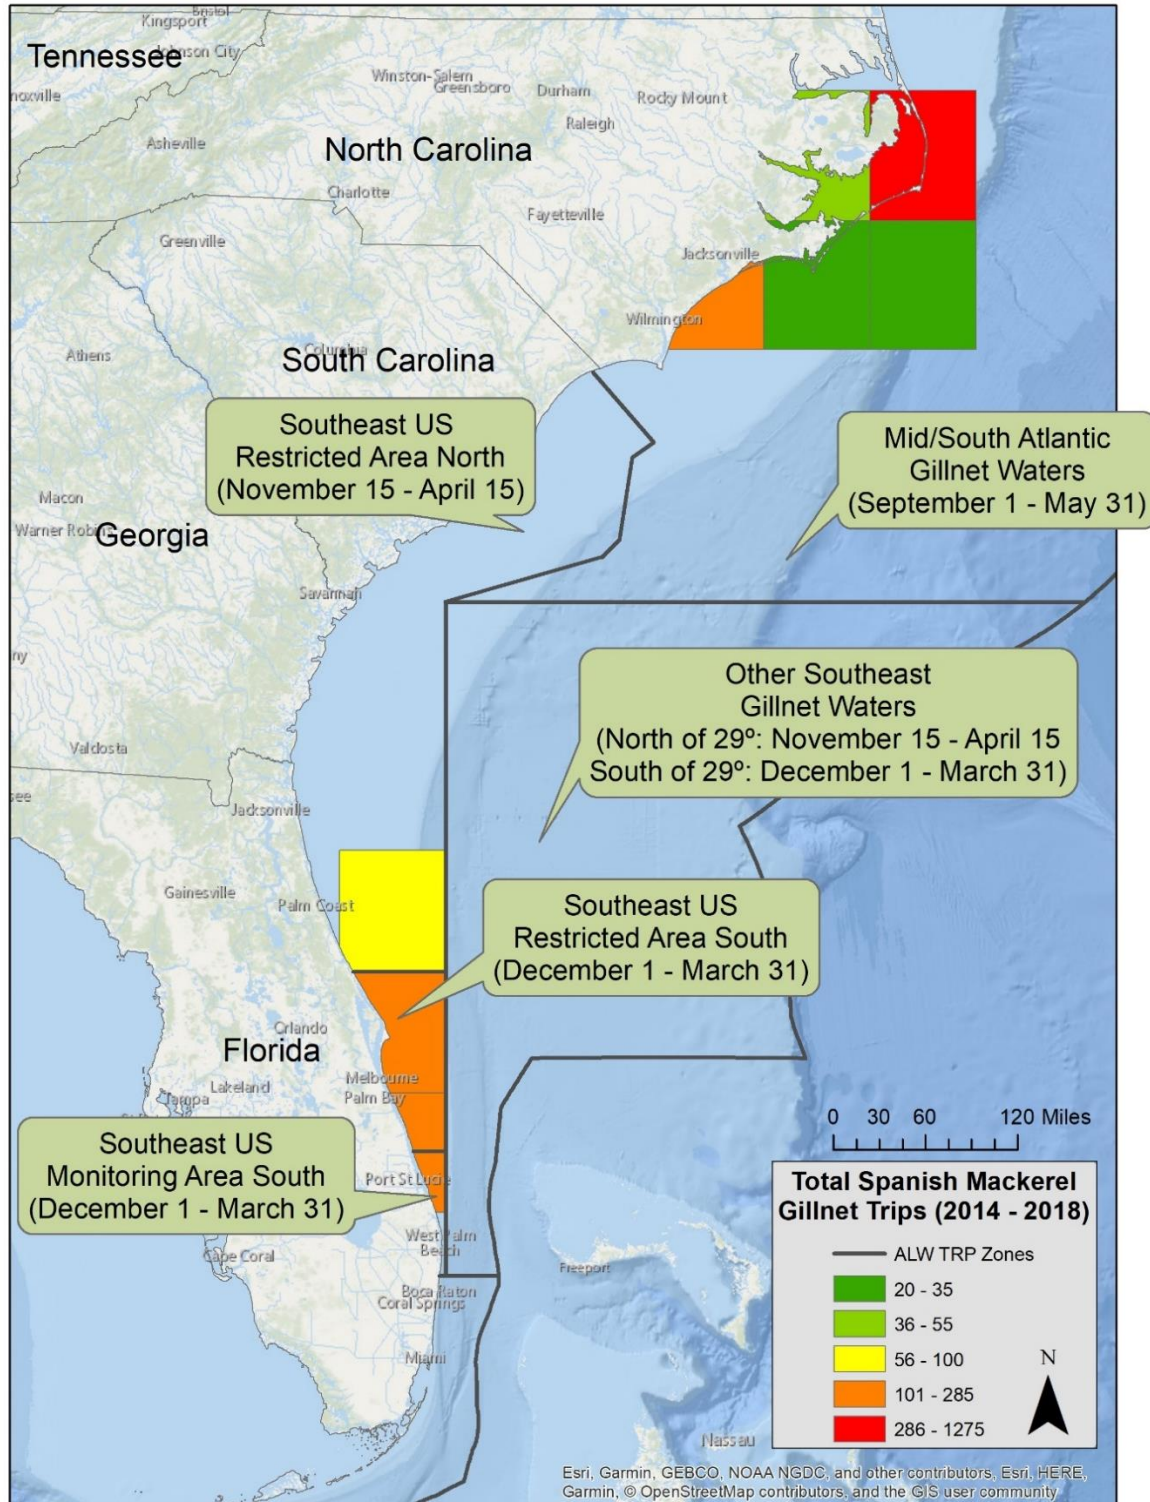 Bristol
Kingsport
Johnson City
Tennessee
noxville
Winston-Salem
Greensboro
Durham
Rocky Mount
Raleigh
Asheville
North Carolina
Charlotte
Fayetteville
Greenville
Jacksonville
Wilmington
Athens
Columbia
South Carolina
Southeast US
Restricted Area North
(November 15 - April 15)
Mid/South Atlantic
Gillnet Waters
(September 1 - May 31)
Macon
Warner Robins
Georgia
Savannah
ny
Other Southeast
Gillnet Waters
(North of 29º: November 15 - April 15
South of 29º: December 1 - March 31)
Valdosta
see
Jacksonville
Gainesville
Palm Coast
Southeast US
Restricted Area South
(December 1 - March 31)
Orlando
Florida
Melbourne
Lakeland
Palm Bay
Tampa
Southeast US
Monitoring Area South
(December 1 - March 31)
Port St Lucie
West Palm
Beach
Cape Coral
Freeport
Boca Raton
Coral Springs
Miami
Nassau
0 30 60 120 Miles
Total Spanish Mackerel
Gillnet Trips (2014 - 2018)
ALW TRP Zones
20 - 35
36 - 55
56 - 100
101 - 285
286 - 1275
N
Esri, Garmin, GEBCO, NOAA NGDC, and other contributors, Esri, HERE,
Garmin, © OpenStreetMap contributors, and the GIS user community